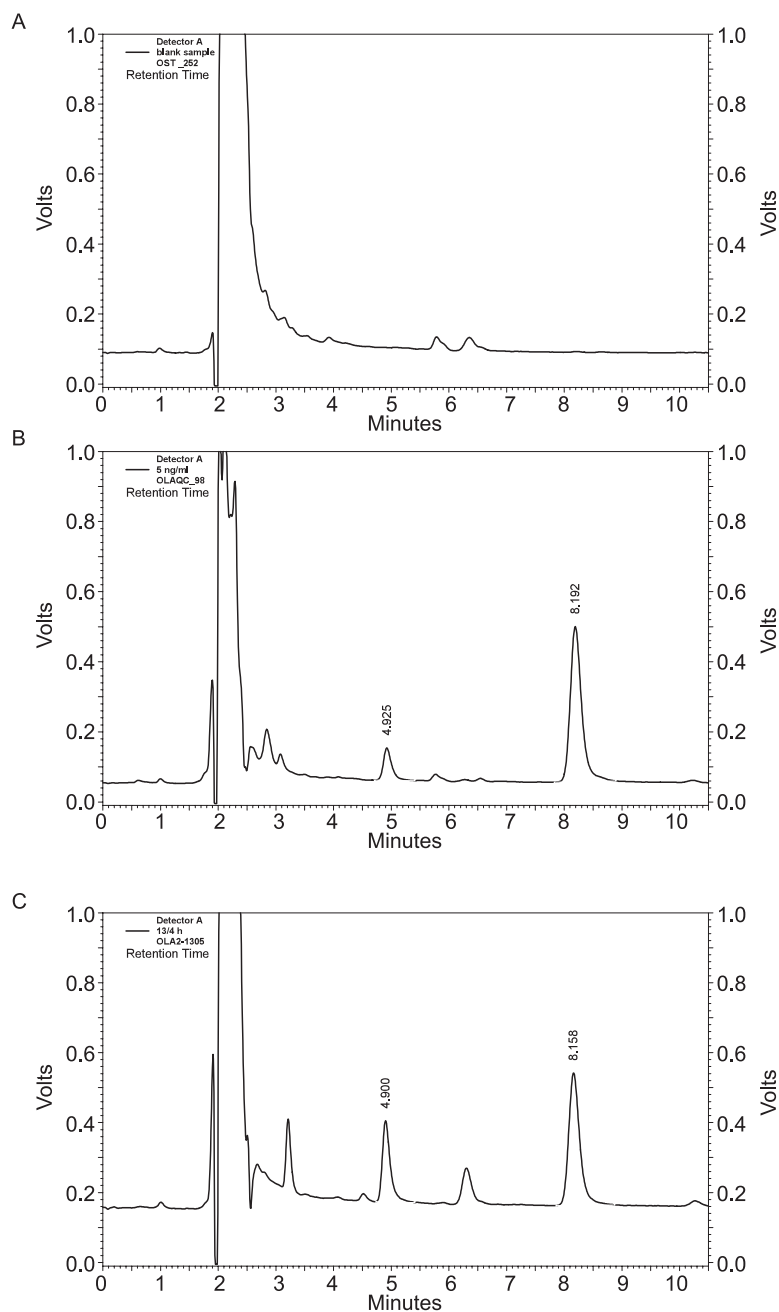 A
Detector A
blank sample
OST_252
Retention Time
1.0 1.0
0.8 0.8
0.6 0.6
0.4 0.4
0.2 0.2
0.0 0.0
Volts Volts
0 1 2 3 4 5 6 7 8 9 10
Minutes
B
Detector A
5 ng/ml
OLAQC_98
Retention Time
1.0 1.0
0.8 0.8
0.6 0.6
0.4 0.4
0.2 0.2
0.0 0.0
Volts Volts
4.925
8.192
0 1 2 3 4 5 6 7 8 9 10
Minutes
C
Detector A
13/4 h
OLA2-1305
Retention Time
1.0 1.0
0.8 0.8
0.6 0.6
0.4 0.4
0.2 0.2
0.0 0.0
Volts Volts
4.900
8.158
0 1 2 3 4 5 6 7 8 9 10
Minutes